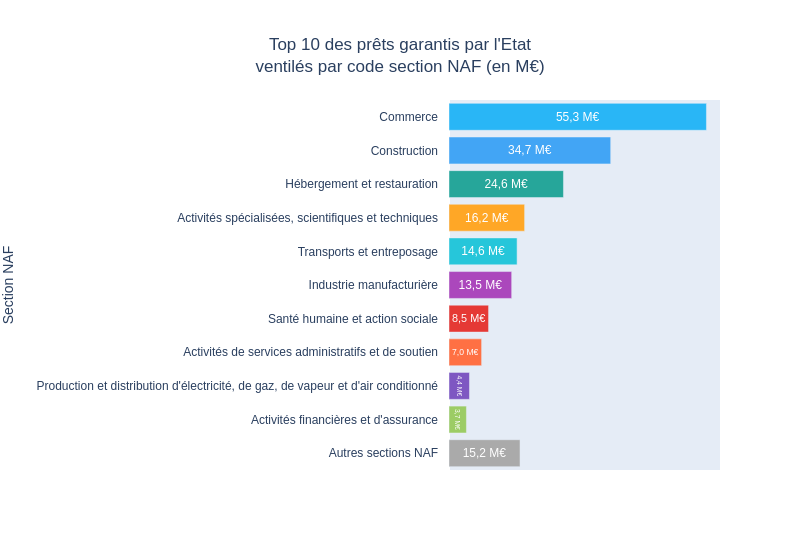 Top 10 des prêts garantis par l'Etat
ventilés par code section NAF (en M€)
Section NAF
Commerce 55,3 M€
Construction 34,7 M€
Hébergement et restauration 24,6 M€
Activités spécialisées, scientifiques et techniques 16,2 M€
Transports et entreposage 14,6 M€
Industrie manufacturière 13,5 M€
Santé humaine et action sociale 8,5 M€
Activités de services administratifs et de soutien 7,0 M€
Production et distribution d'électricité, de gaz, de vapeur et d'air conditionné 4,4 M€
Activités financières et d'assurance 3,7 M€
Autres sections NAF 15,2 M€